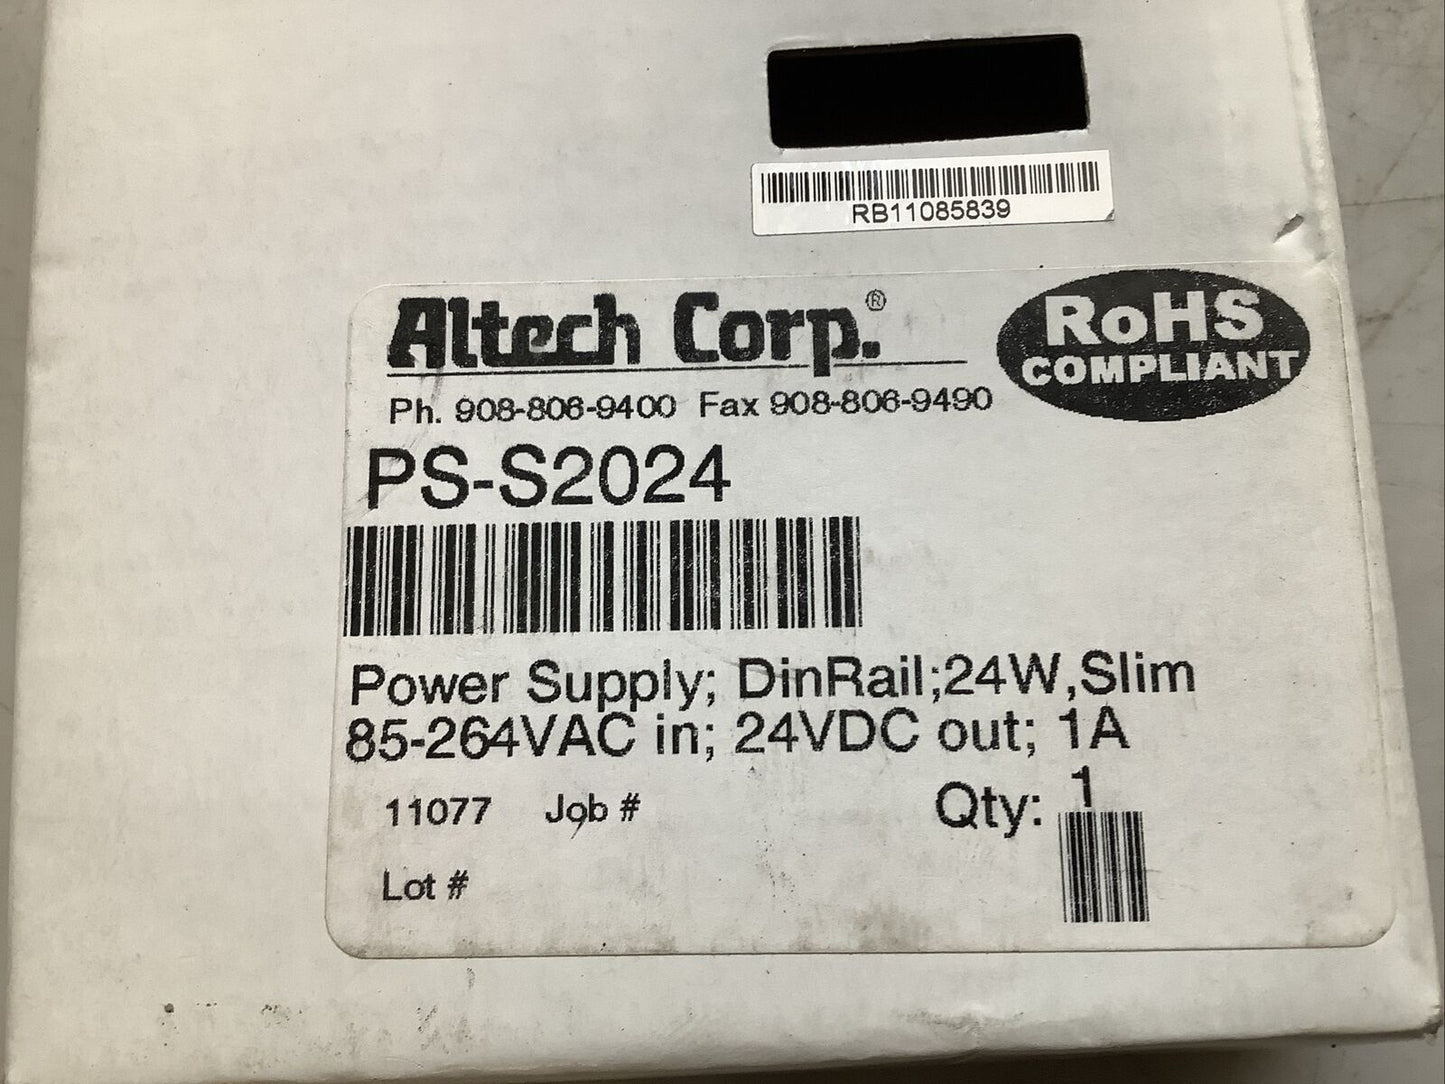 RB11085839
Altech Corp.®
RoHS
COMPLIANT
Ph. 908-806-9400 Fax 908-806-9490
PS-S2024
Power Supply; DinRail;24W,Slim
85-264VAC in; 24VDC out; 1A
11077 Job # Qty: 1
Lot #